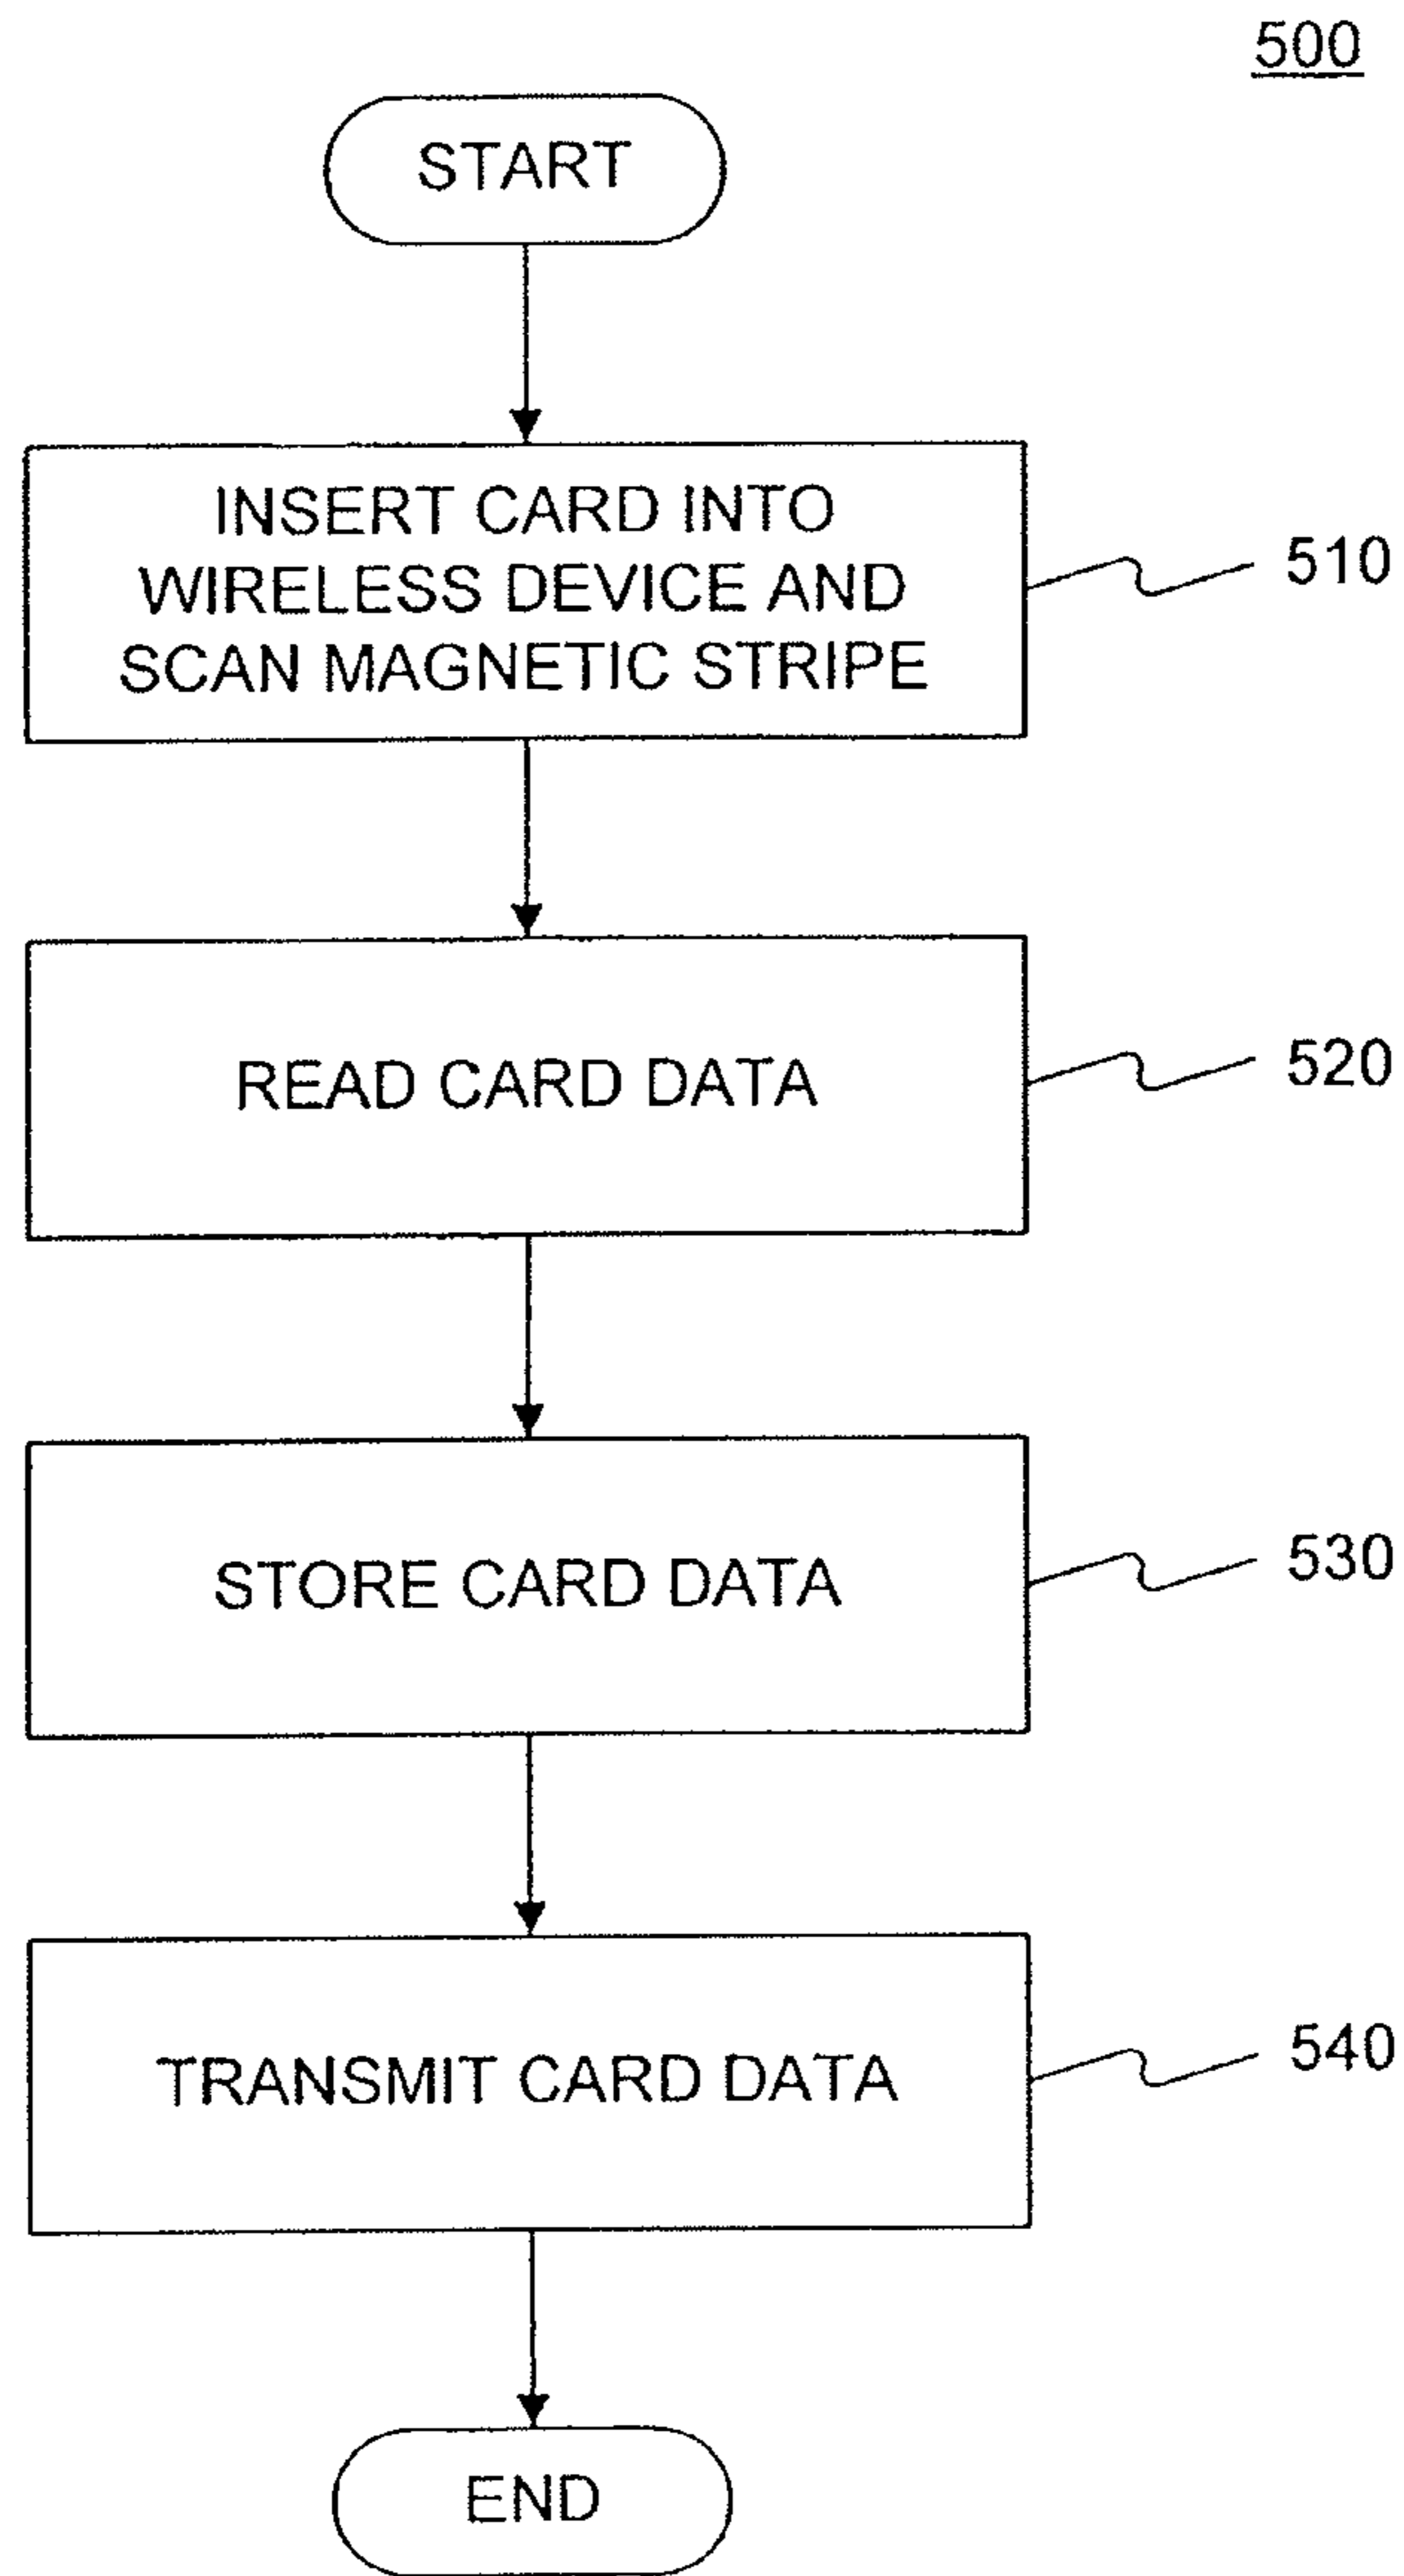 500
START
INSERT CARD INTO
WIRELESS DEVICE AND
SCAN MAGNETIC STRIPE
510
READ CARD DATA
520
STORE CARD DATA
530
TRANSMIT CARD DATA
540
END